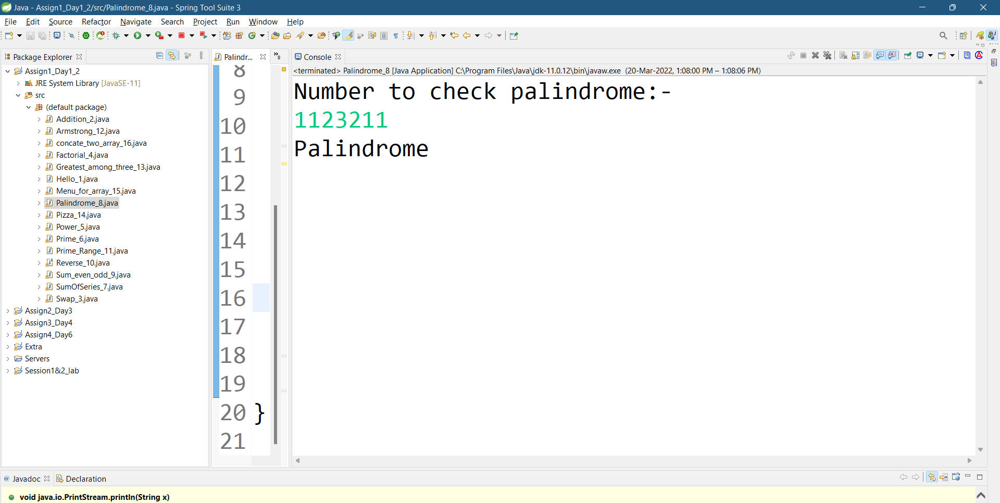 Java - Assign1_Day1_2/src/Palindrome_8.java - Spring Tool Suite 3
File Edit Source Refactor Navigate Search Project Run Window Help
Package Explorer
Assign1_Day1_2
JRE System Library [JavaSE-11]
src
(default package)
Addition_2.java
Armstrong_12.java
concate_two_array_16.java
Factorial_4.java
Greatest_among_three_13.java
Hello_1.java
Menu_for_array_15.java
Palindrome_8.java
Pizza_14.java
Power_5.java
Prime_6.java
Prime_Range_11.java
Reverse_10.java
Sum_even_odd_9.java
SumOfSeries_7.java
Swap_3.java
Assign2_Day3
Assign3_Day4
Assign4_Day6
Extra
Servers
Session1&2_lab
Palindr... »9
8
9
10
11
12
13
14
15
16
17
18
19
20 }
21
Console
<terminated> Palindrome_8 [Java Application] C:\Program Files\Java\jdk-11.0.12\bin\javaw.exe (20-Mar-2022, 1:08:00 PM – 1:08:06 PM)
Number to check palindrome:-
1123211
Palindrome
@ Javadoc Declaration
void java.io.PrintStream.println(String x)